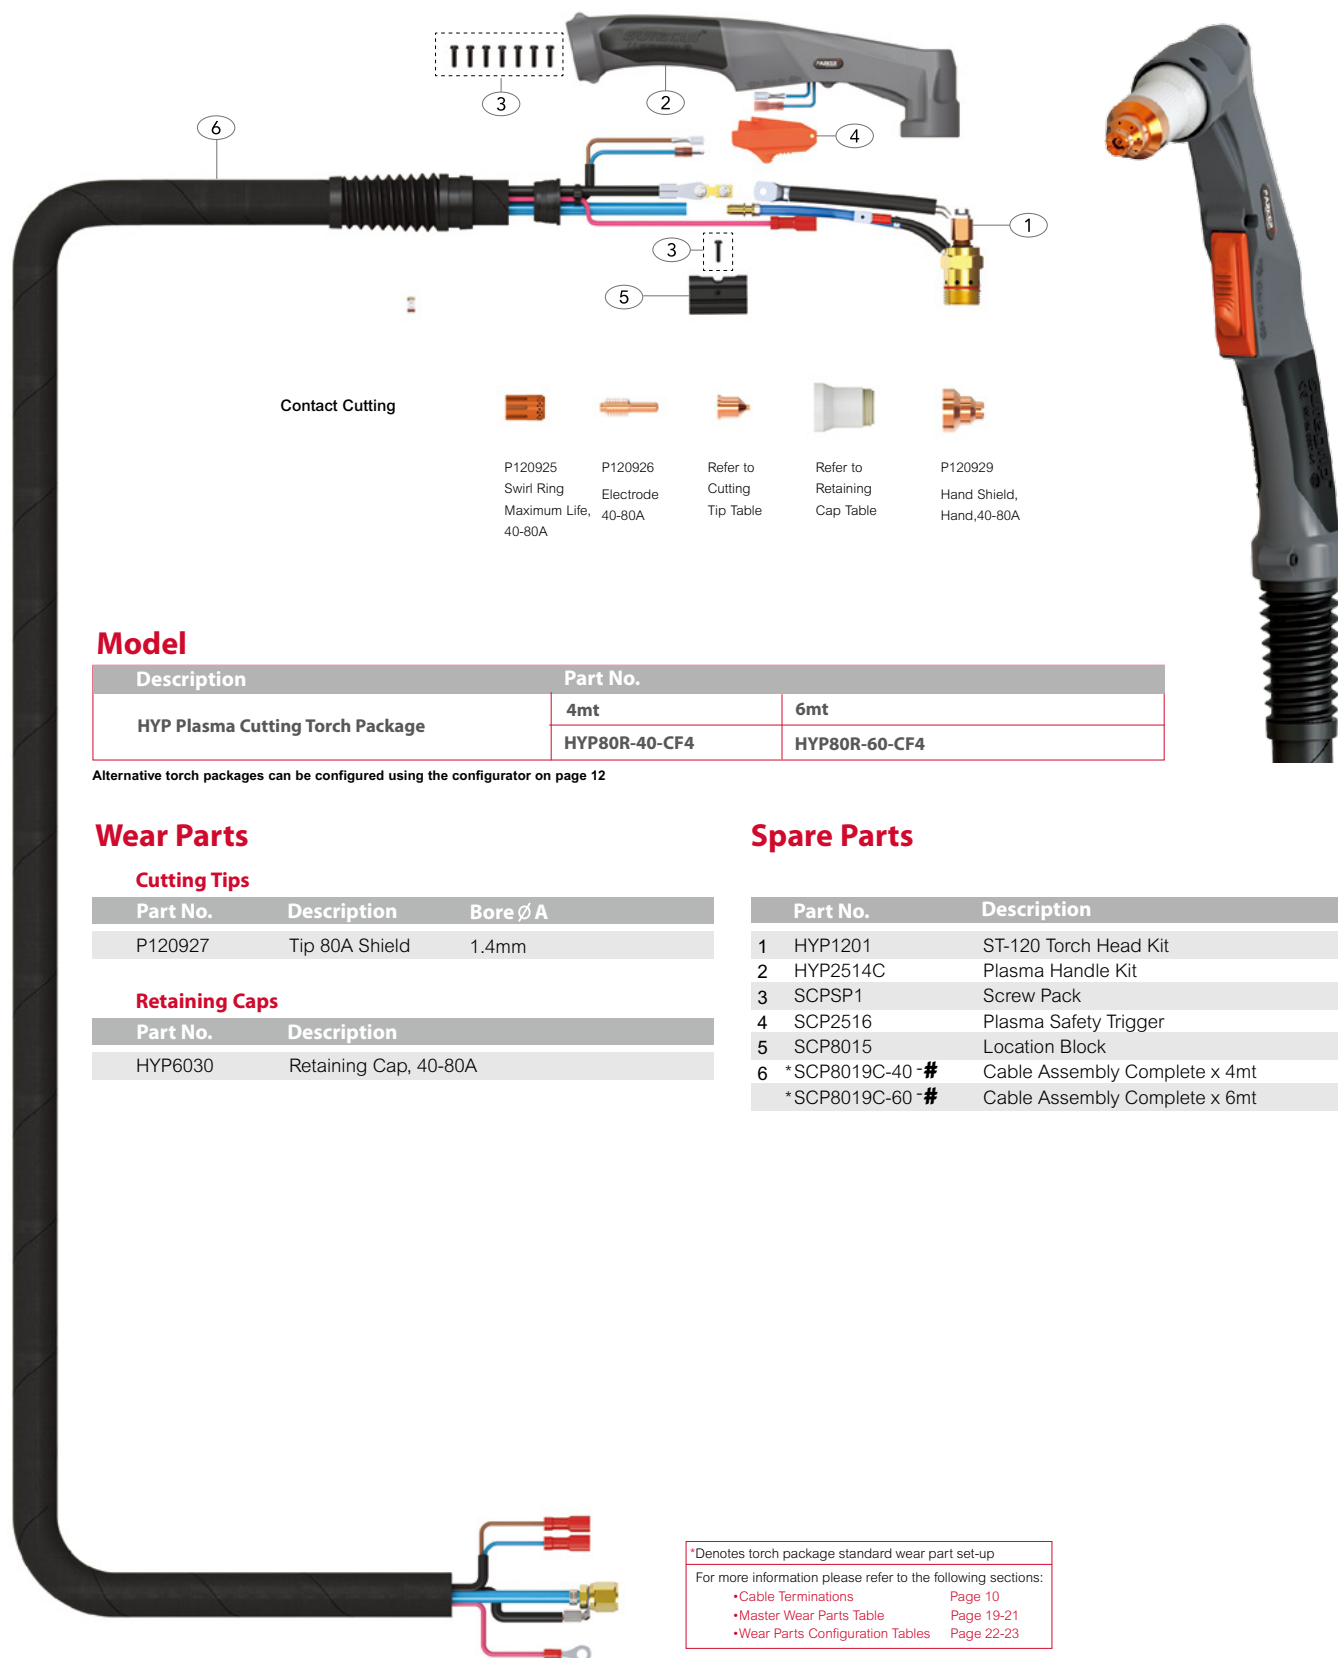 3
2
4
6
1
3
5
PARKER
PARKER
Contact Cutting
P120925
Swirl Ring
Maximum Life,
40-80A
P120926
Electrode
40-80A
Refer to
Cutting
Tip Table
Refer to
Retaining
Cap Table
P120929
Hand Shield,
Hand,40-80A
Model
Description Part No.
HYP Plasma Cutting Torch Package
4mt 6mt
HYP80R-40-CF4 HYP80R-60-CF4
Alternative torch packages can be configured using the configurator on page 12
Wear Parts
Cutting Tips
Part No. Description Bore Ø A
P120927 Tip 80A Shield 1.4mm
Retaining Caps
Part No. Description
HYP6030 Retaining Cap, 40-80A
Spare Parts
Part No. Description
1 HYP1201 ST-120 Torch Head Kit
2 HYP2514C Plasma Handle Kit
3 SCPSP1 Screw Pack
4 SCP2516 Plasma Safety Trigger
5 SCP8015 Location Block
6 *SCP8019C-40 -# Cable Assembly Complete x 4mt
*SCP8019C-60 -# Cable Assembly Complete x 6mt
*Denotes torch package standard wear part set-up
For more information please refer to the following sections:
•Cable Terminations Page 10
•Master Wear Parts Table Page 19-21
•Wear Parts Configuration Tables Page 22-23